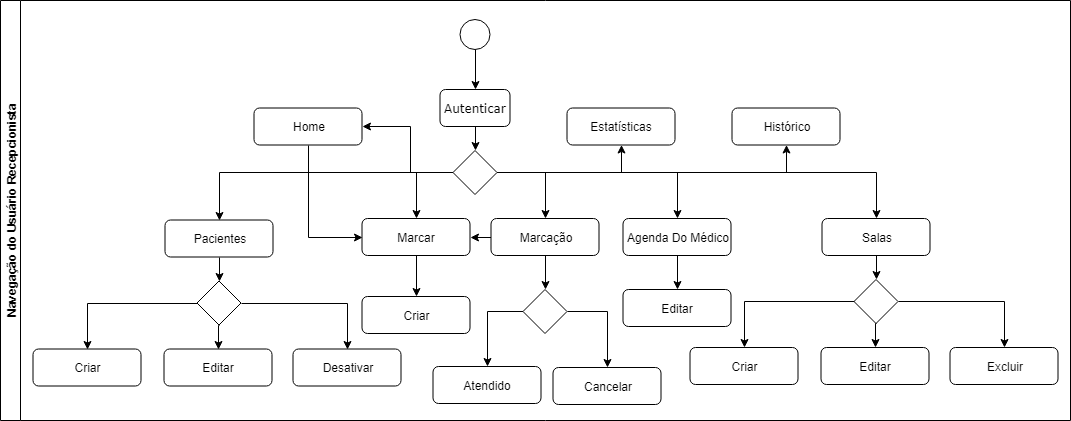 Navegação do Usuário Recepcionista
Autenticar
Home
Estatísticas
Histórico
Pacientes
Marcar
Marcação
Agenda Do Médico
Salas
Criar
Editar
Criar
Editar
Desativar
Atendido
Cancelar
Criar
Editar
Excluir